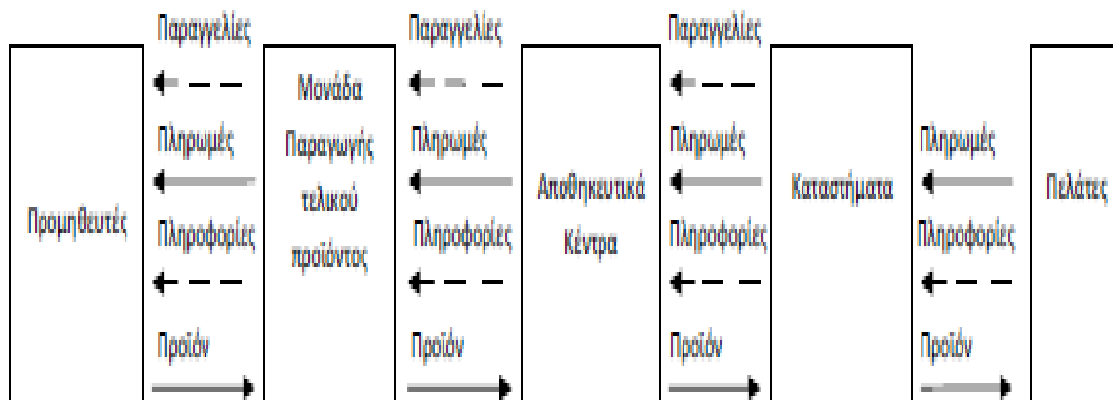 Παραγγελίες
Παραγγελίες
Παραγγελίες
Μονάδα
Παραγωγής
τελικού
προϊόντος
Πληρωμές
Πληρωμές
Πληρωμές
Πληρωμές
Προμηθευτές
Αποθηκευτικά
Κέντρα
Καταστήματα
Πελάτες
Πληροφορίες
Πληροφορίες
Πληροφορίες
Πληροφορίες
Προϊόν
Προϊόν
Προϊόν
Προϊόν